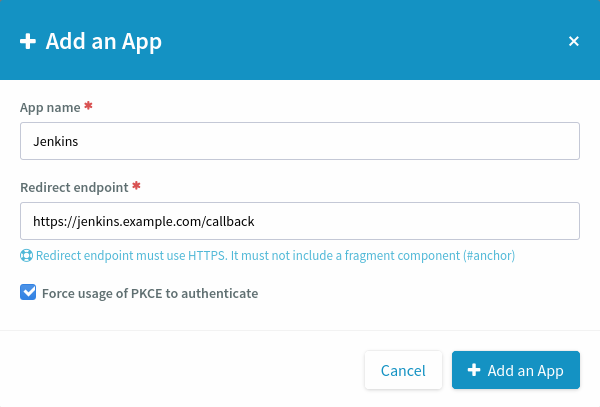 Add an App
App name *
Jenkins
Redirect endpoint *
https://jenkins.example.com/callback
Redirect endpoint must use HTTPS. It must not include a fragment component (#anchor)
Force usage of PKCE to authenticate
Cancel
Add an App